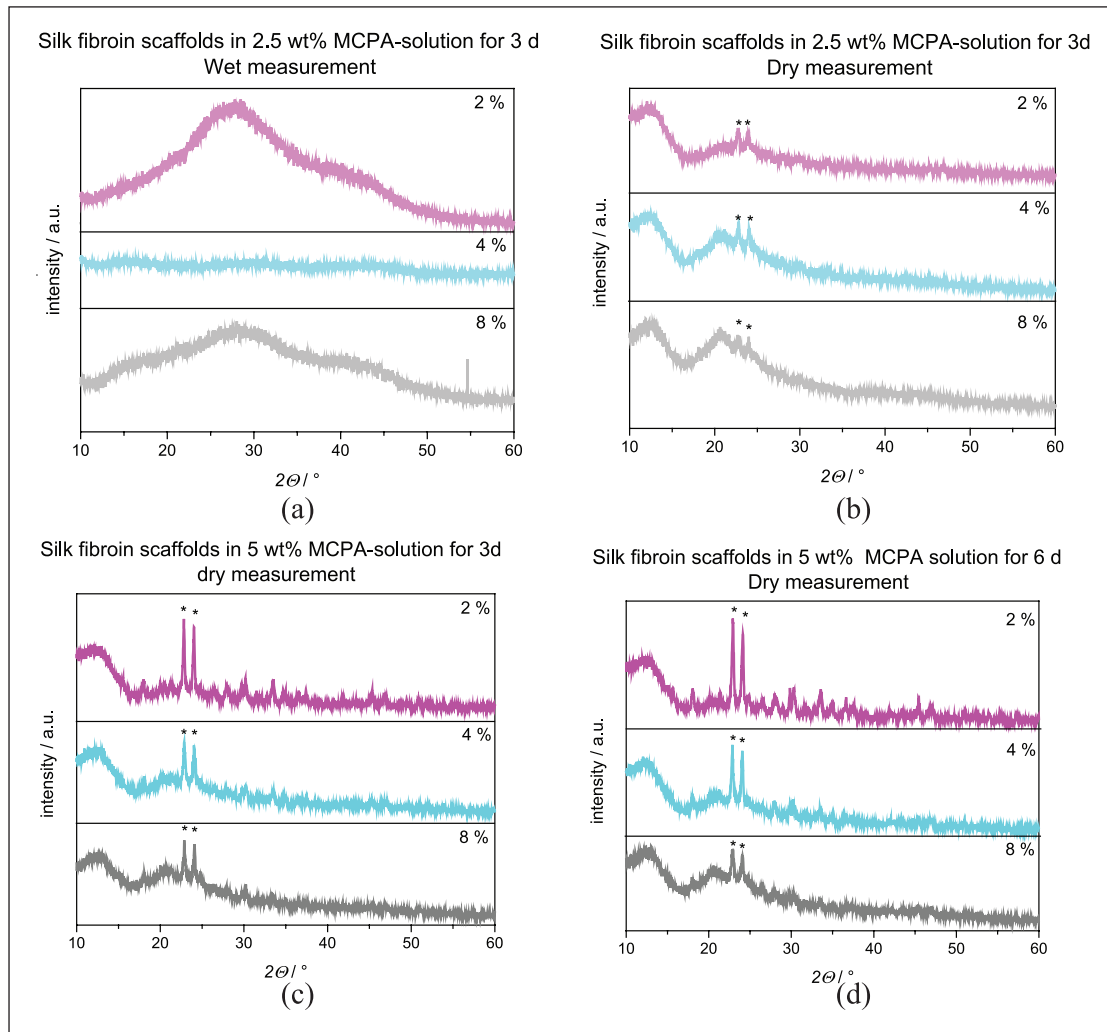 Silk fibroin scaffolds in 2.5 wt% MCPA-solution for 3 d
Wet measurement
2 %
4 %
8 %
intensity / a.u.
10 20 30 40 50 60
2Θ / °
(a)
Silk fibroin scaffolds in 2.5 wt% MCPA-solution for 3d
Dry measurement
* *
2 %
* *
4 %
* *
8 %
intensity / a.u.
10 20 30 40 50 60
2Θ / °
(b)
Silk fibroin scaffolds in 5 wt% MCPA-solution for 3d
dry measurement
* *
2 %
* *
4 %
* *
8 %
intensity / a.u.
10 20 30 40 50 60
2Θ / °
(c)
Silk fibroin scaffolds in 5 wt% MCPA solution for 6 d
Dry measurement
* *
2 %
* *
4 %
* *
8 %
intensity / a.u.
10 20 30 40 50 60
2Θ / °
(d)